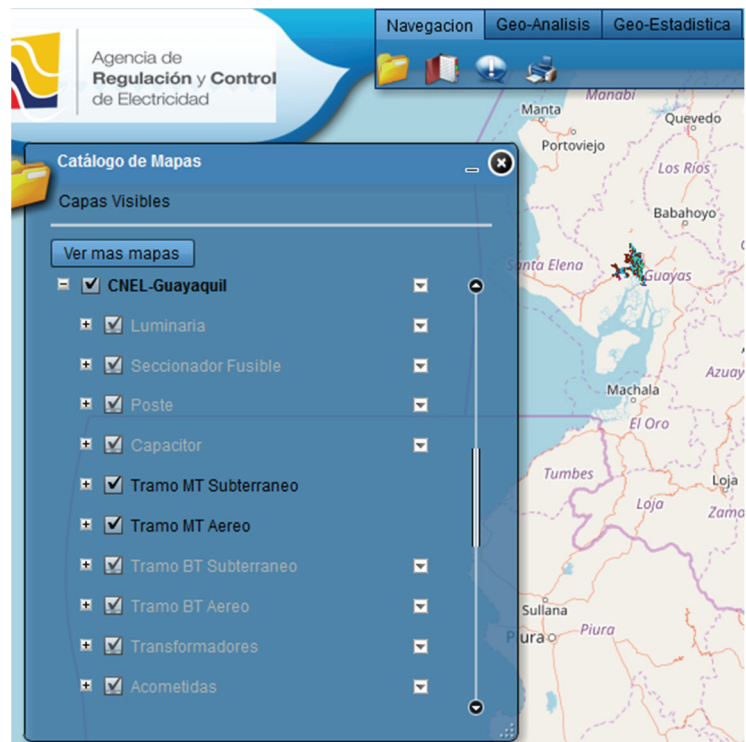 Navegacion Geo-Analisis Geo-Estadistica
Agencia de
Regulación y Control
de Electricidad
Manabi
Manta
Quevedo
Portoviejo
Los Ríos
Catálogo de Mapas
Capas Visibles
Babahoyo
Ver mas mapas
Santa Elena
Guayas
CNEL-Guayaquil
Luminaria
Seccionador Fusible
Azuay
Poste
Machala
El Oro
Capacitor
Tumbes
Loja
Tramo MT Subterraneo
Loja
Zamo
Tramo MT Aereo
Tramo BT Subterraneo
Tramo BT Aereo
Sullana
Piura
Piura
Transformadores
Acometidas